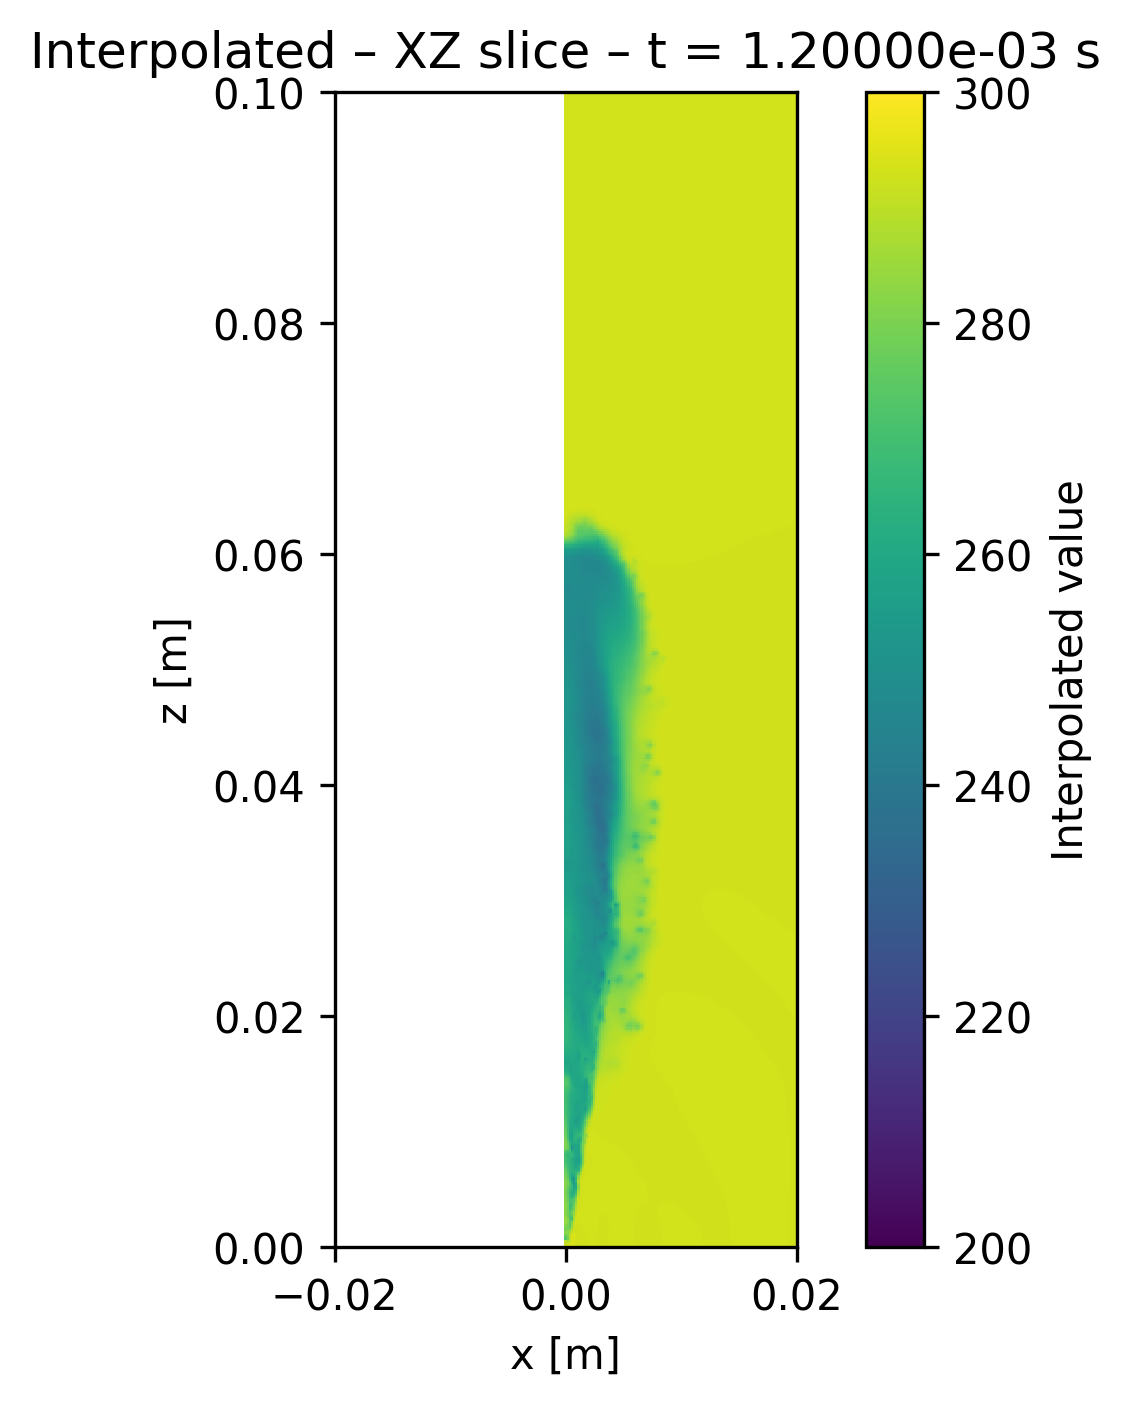 Interpolated – XZ slice – t = 1.20000e-03 s
0.10
0.08
0.06
0.04
0.02
0.00
z [m]
−0.02 0.00 0.02
x [m]
300
280
260
240
220
200
Interpolated value